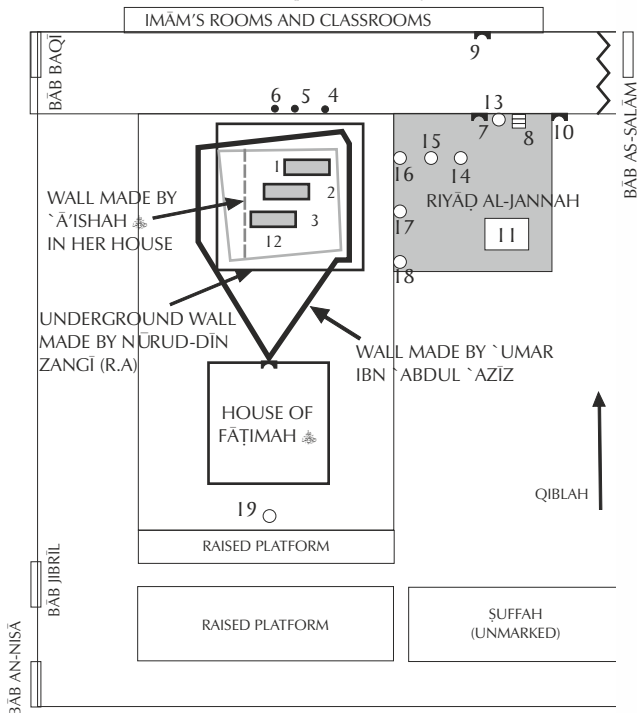 IMĀM'S ROOMS AND CLASSROOMS
BĀB BAQĪ
BĀB AS-SALĀM
9
6 5 4
13
7 8 10
1
2
3
12
16 15 14
RIYĀḌ AL-JANNAH
17
11
18
WALL MADE BY
`Ā'ISHAH
IN HER HOUSE
UNDERGROUND WALL
MADE BY NŪRUD-DĪN
ZANGĪ (R.A)
WALL MADE BY `UMAR
IBN `ABDUL `AZĪZ
HOUSE OF
FĀṬIMAH
QIBLAH
19
RAISED PLATFORM
BĀB JIBRĪL
RAISED PLATFORM
ṢUFFAH
(UNMARKED)
BĀB AN-NISĀ